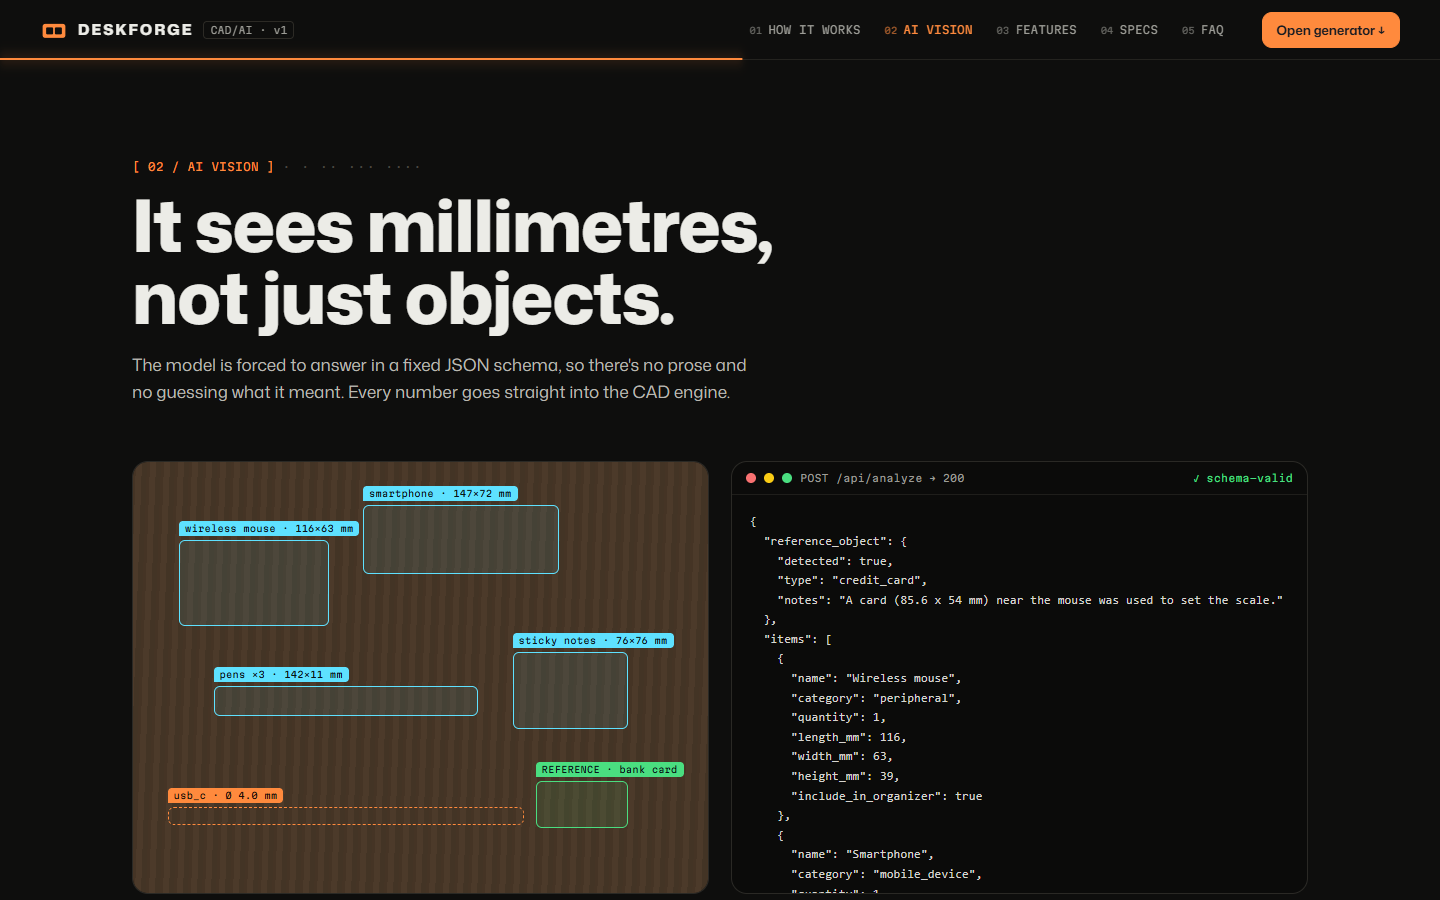 DESKFORGE CAD/AI · v1
01 HOW IT WORKS 02 AI VISION 03 FEATURES 04 SPECS 05 FAQ Open generator ↓
[ 02 / AI VISION ] · · ·· ··· ····
It sees millimetres,
not just objects.
The model is forced to answer in a fixed JSON schema, so there's no prose and
no guessing what it meant. Every number goes straight into the CAD engine.
smartphone · 147×72 mm
wireless mouse · 116×63 mm
sticky notes · 76×76 mm
pens ×3 · 142×11 mm
REFERENCE · bank card
usb_c · Ø 4.0 mm
POST /api/analyze → 200 ✓ schema-valid
{
"reference_object": {
"detected": true,
"type": "credit_card",
"notes": "A card (85.6 x 54 mm) near the mouse was used to set the scale."
},
"items": [
{
"name": "Wireless mouse",
"category": "peripheral",
"quantity": 1,
"length_mm": 116,
"width_mm": 63,
"height_mm": 39,
"include_in_organizer": true
},
{
"name": "Smartphone",
"category": "mobile_device",